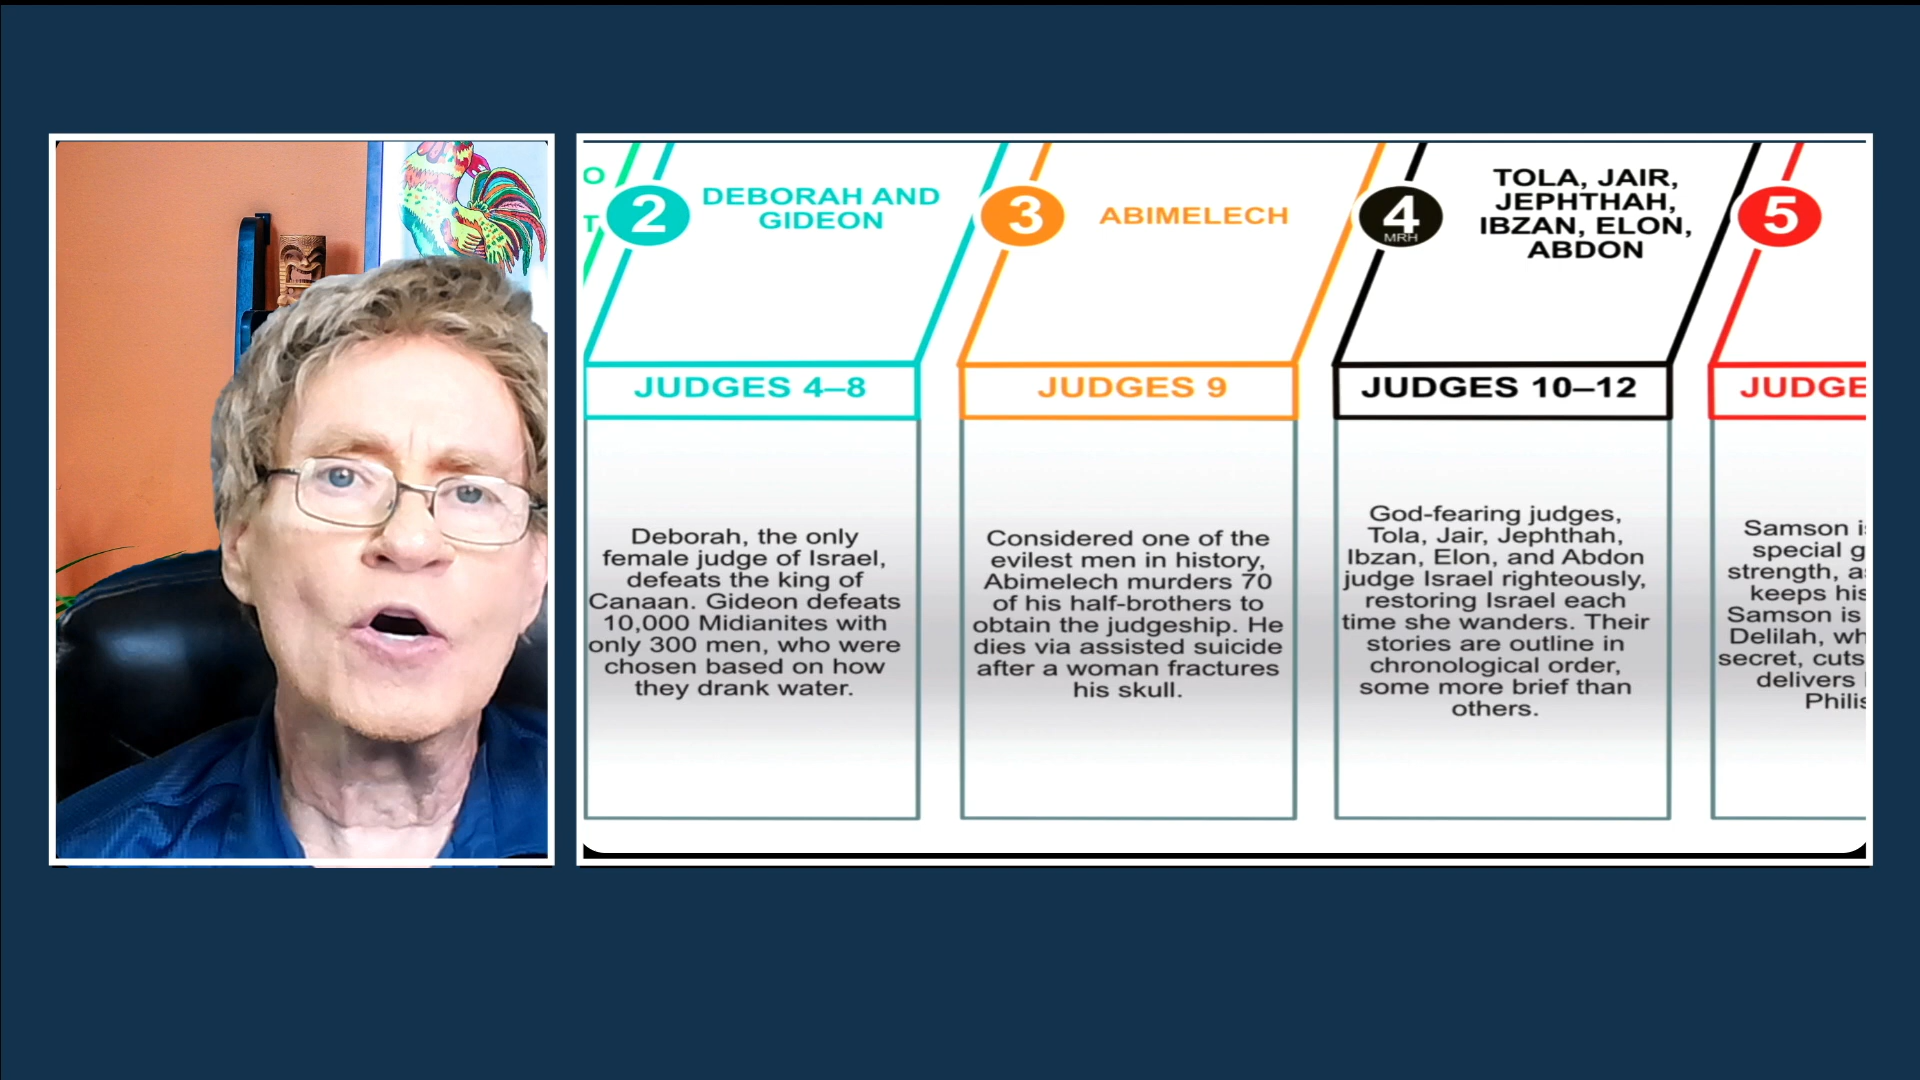 O
T
2
DEBORAH AND
GIDEON
JUDGES 4–8
Deborah, the only
female judge of Israel,
defeats the king of
Canaan. Gideon defeats
10,000 Midianites with
only 300 men, who were
chosen based on how
they drank water.
3
ABIMELECH
JUDGES 9
Considered one of the
evilest men in history,
Abimelech murders 70
of his half-brothers to
obtain the judgeship. He
dies via assisted suicide
after a woman fractures
his skull.
4
MRH
TOLA, JAIR,
JEPHTHAH,
IBZAN, ELON,
ABDON
JUDGES 10–12
God-fearing judges,
Tola, Jair, Jephthah,
Ibzan, Elon, and Abdon
judge Israel righteously,
restoring Israel each
time she wanders. Their
stories are outline in
chronological order,
some more brief than
others.
5
JUDGE
Samson i
special g
strength, a
keeps his
Samson is
Delilah, wh
secret, cuts
delivers
Philis